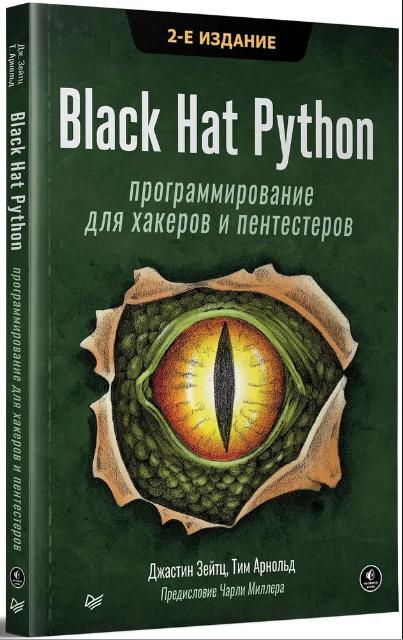 2-Е ИЗДАНИЕ
Black Hat Python
программирование
для хакеров и пентестеров
Джастин Зейтц, Тим Арнольд
Предисловие Чарли Миллера
Дж. Зейтц
Т. Арнольд
Black Hat Python
программирование для хакеров и пентестеров